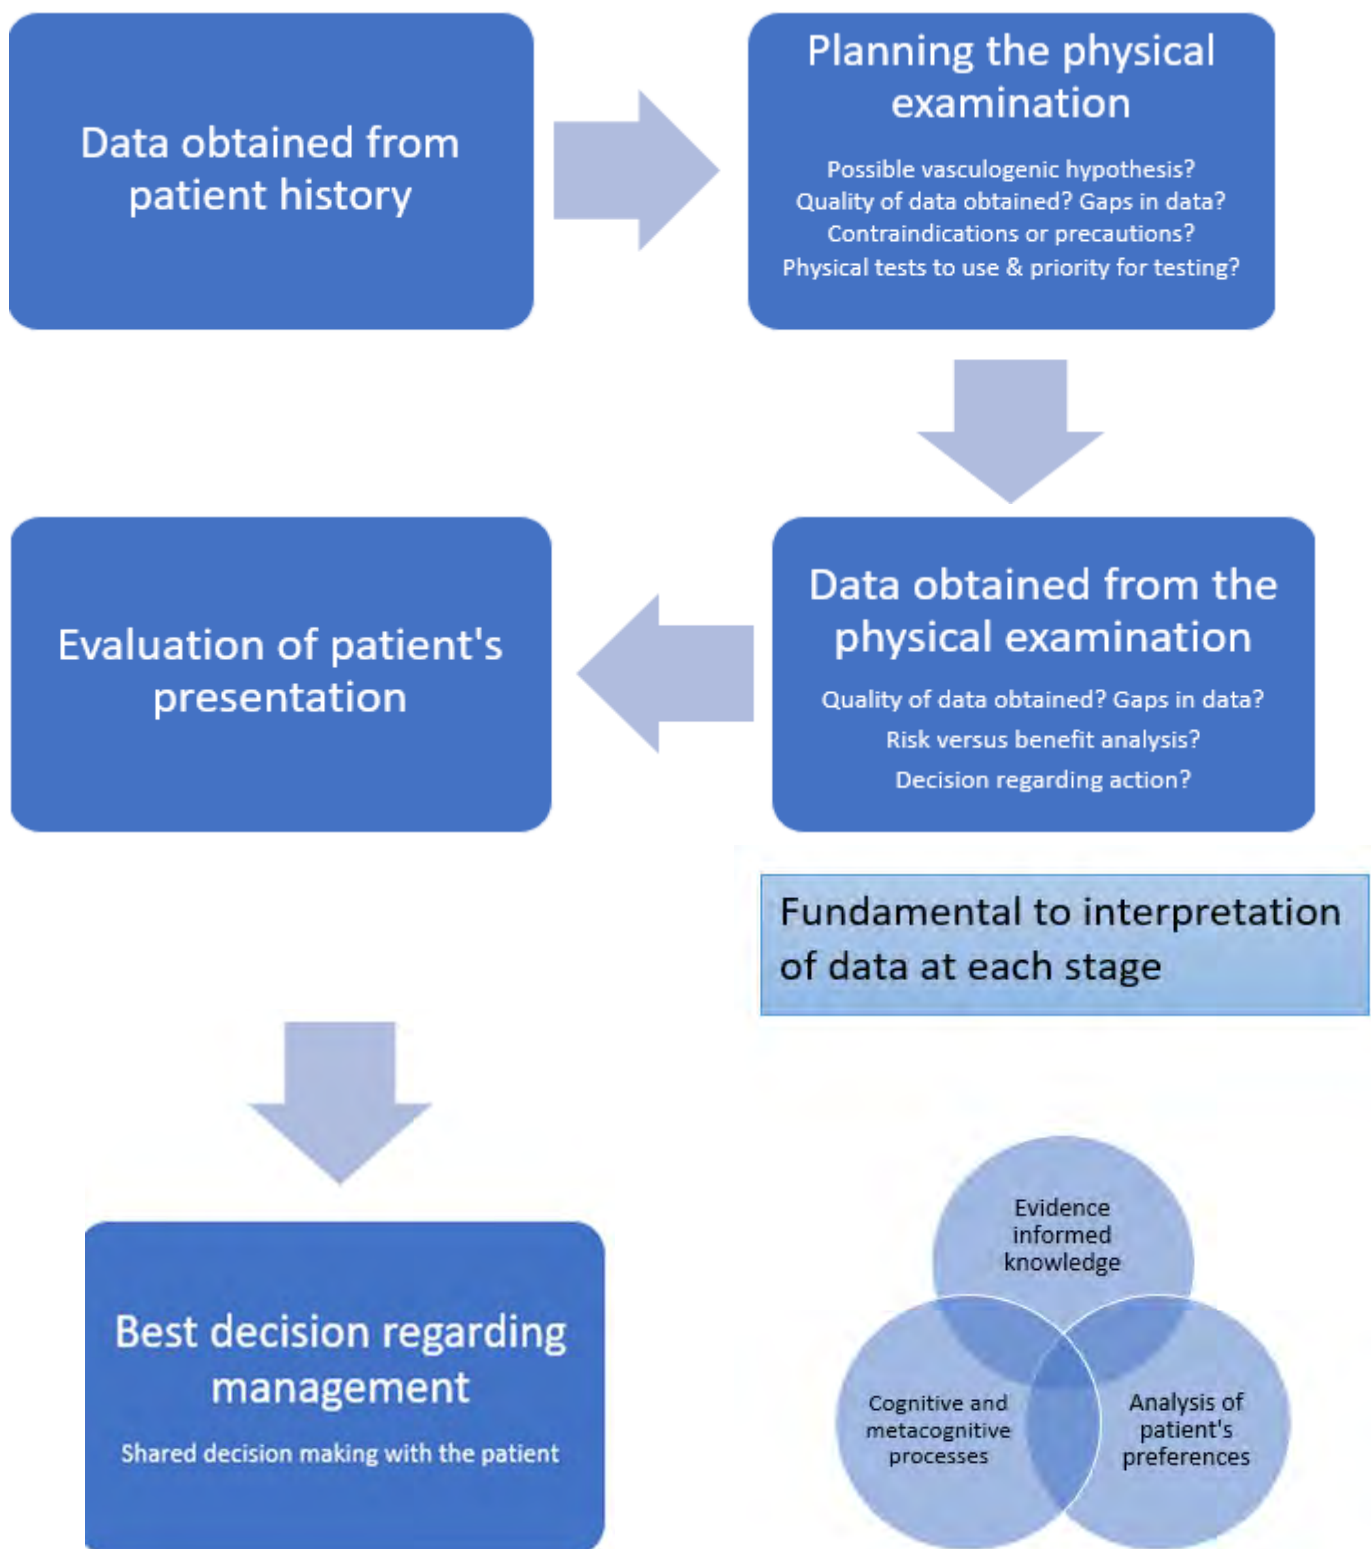 Data obtained from
patient history
Planning the physical
examination
Possible vasculogenic hypothesis?
Quality of data obtained? Gaps in data?
Contraindications or precautions?
Physical tests to use & priority for testing?
Data obtained from the
physical examination
Quality of data obtained? Gaps in data?
Risk versus benefit analysis?
Decision regarding action?
Evaluation of patient's
presentation
Best decision regarding
management
Shared decision making with the patient
Fundamental to interpretation
of data at each stage
Evidence
informed
knowledge
Cognitive and
metacognitive
processes
Analysis of
patient's
preferences